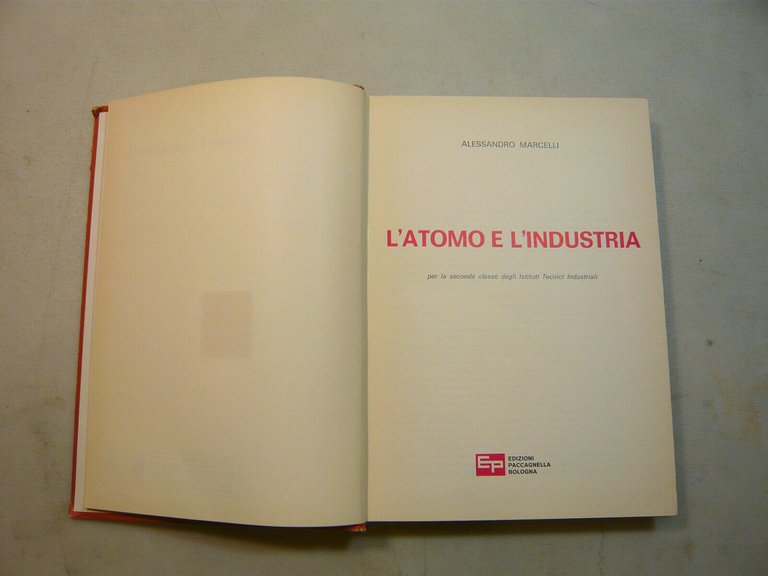 ALESSANDRO MARCELLI
L'ATOMO E L'INDUSTRIA
per la seconda classe degli Istituti Tecnici Industriali
EP
EDIZIONI
PACCAGNELLA
BOLOGNA